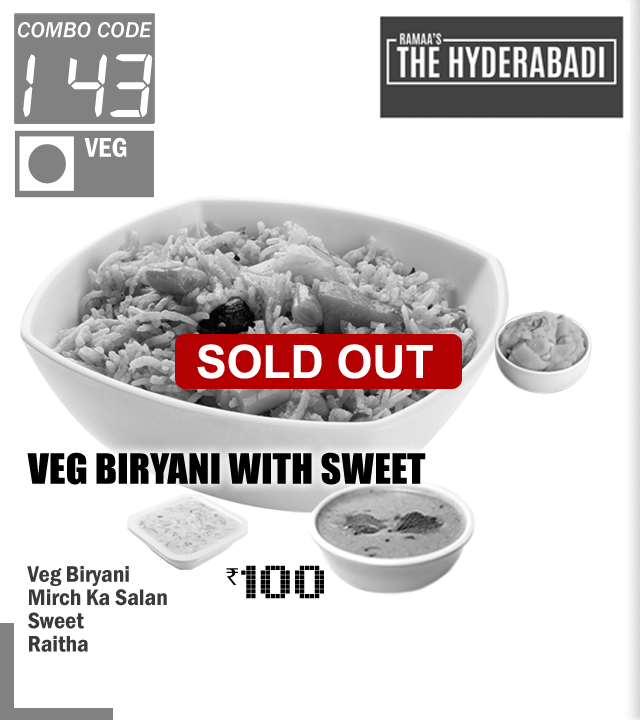 COMBO CODE
143
VEG
RAMAA'S
THE HYDERABADI
SOLD OUT
VEG BIRYANI WITH SWEET
Veg Biryani
Mirch Ka Salan
Sweet
Raitha
₹100